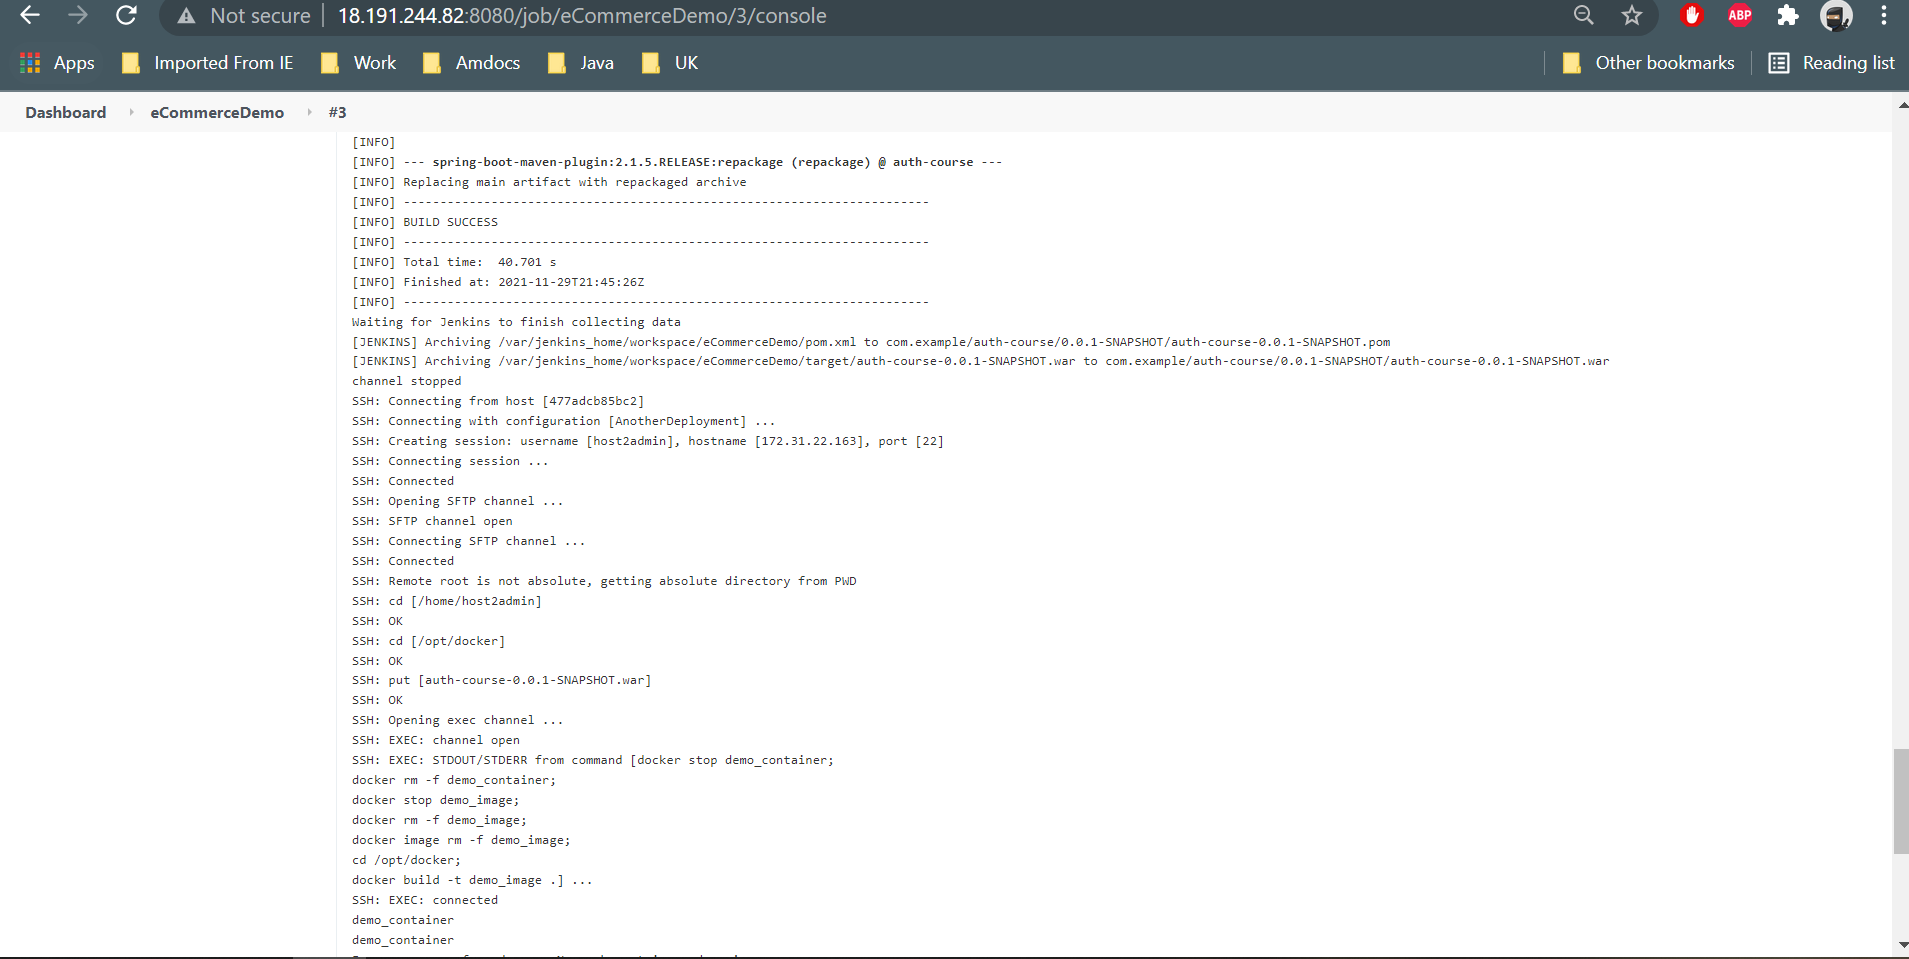 Not secure | 18.191.244.82:8080/job/eCommerceDemo/3/console
ABP
Apps Imported From IE Work Amdocs Java UK Other bookmarks Reading list
Dashboard eCommerceDemo #3
[INFO]
[INFO] --- spring-boot-maven-plugin:2.1.5.RELEASE:repackage (repackage) @ auth-course ---
[INFO] Replacing main artifact with repackaged archive
[INFO] ------------------------------------------------------------------------
[INFO] BUILD SUCCESS
[INFO] ------------------------------------------------------------------------
[INFO] Total time:  40.701 s
[INFO] Finished at: 2021-11-29T21:45:26Z
[INFO] ------------------------------------------------------------------------
Waiting for Jenkins to finish collecting data
[JENKINS] Archiving /var/jenkins_home/workspace/eCommerceDemo/pom.xml to com.example/auth-course/0.0.1-SNAPSHOT/auth-course-0.0.1-SNAPSHOT.pom
[JENKINS] Archiving /var/jenkins_home/workspace/eCommerceDemo/target/auth-course-0.0.1-SNAPSHOT.war to com.example/auth-course/0.0.1-SNAPSHOT/auth-course-0.0.1-SNAPSHOT.war
channel stopped
SSH: Connecting from host [477adcb85bc2]
SSH: Connecting with configuration [AnotherDeployment] ...
SSH: Creating session: username [host2admin], hostname [172.31.22.163], port [22]
SSH: Connecting session ...
SSH: Connected
SSH: Opening SFTP channel ...
SSH: SFTP channel open
SSH: Connecting SFTP channel ...
SSH: Connected
SSH: Remote root is not absolute, getting absolute directory from PWD
SSH: cd [/home/host2admin]
SSH: OK
SSH: cd [/opt/docker]
SSH: OK
SSH: put [auth-course-0.0.1-SNAPSHOT.war]
SSH: OK
SSH: Opening exec channel ...
SSH: EXEC: channel open
SSH: EXEC: STDOUT/STDERR from command [docker stop demo_container;
docker rm -f demo_container;
docker stop demo_image;
docker rm -f demo_image;
docker image rm -f demo_image;
cd /opt/docker;
docker build -t demo_image .] ...
SSH: EXEC: connected
demo_container
demo_container